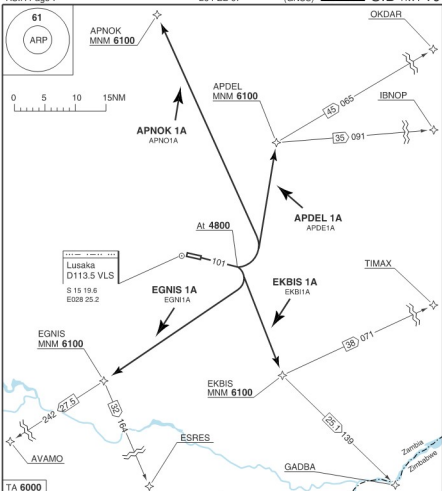 61
ARP
0 5 10 15NM
APNOK
MNM 6100
OKDAR
APDEL
MNM 6100
45 065
IBNOP
35 091
APNOK 1A
APNO1A
APDEL 1A
APDE1A
At 4800
101
Lusaka
D113.5 VLS
S 15 19.6
E028 25.2
EGNIS 1A
EGNI1A
EKBIS 1A
EKBI1A
TIMAX
38 071
EGNIS
MNM 6100
EKBIS
MNM 6100
242 27.5
32 164
25.1 139
AVAMO
ESRES
GADBA
Zambia
Zimbabwe
TA 6000